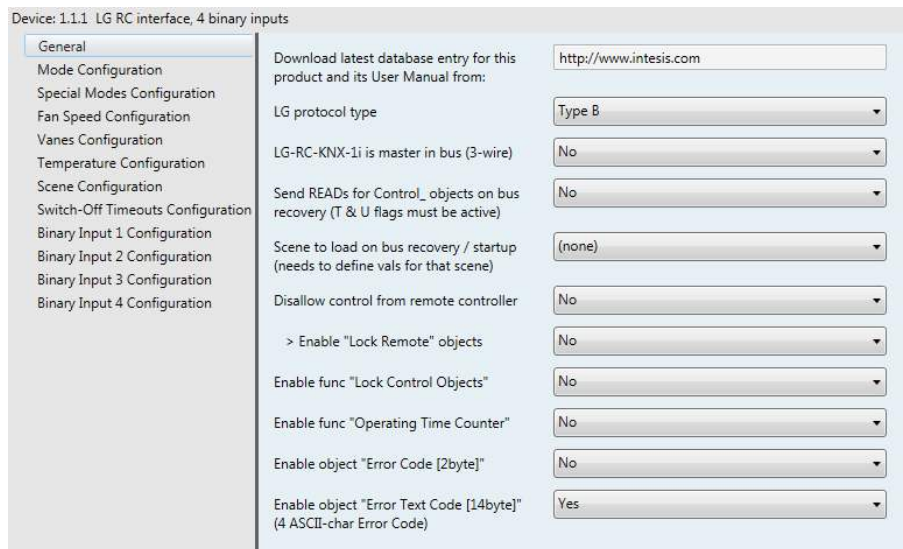 Device: 1.1.1 LG RC interface, 4 binary inputs
General
Mode Configuration
Special Modes Configuration
Fan Speed Configuration
Vanes Configuration
Temperature Configuration
Scene Configuration
Switch-Off Timeouts Configuration
Binary Input 1 Configuration
Binary Input 2 Configuration
Binary Input 3 Configuration
Binary Input 4 Configuration
Download latest database entry for this
product and its User Manual from:
http://www.intesis.com
LG protocol type
Type B
LG-RC-KNX-1i is master in bus (3-wire)
No
Send READs for Control_ objects on bus
recovery (T & U flags must be active)
No
Scene to load on bus recovery / startup
(needs to define vals for that scene)
(none)
Disallow control from remote controller
No
> Enable "Lock Remote" objects
No
Enable func "Lock Control Objects"
No
Enable func "Operating Time Counter"
No
Enable object "Error Code [2byte]"
No
Enable object "Error Text Code [14byte]"
(4 ASCII-char Error Code)
Yes